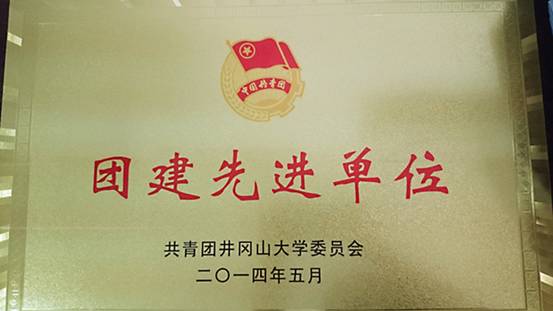 中国共青团
团建先进单位
共青团井冈山大学委员会
二〇一四年五月